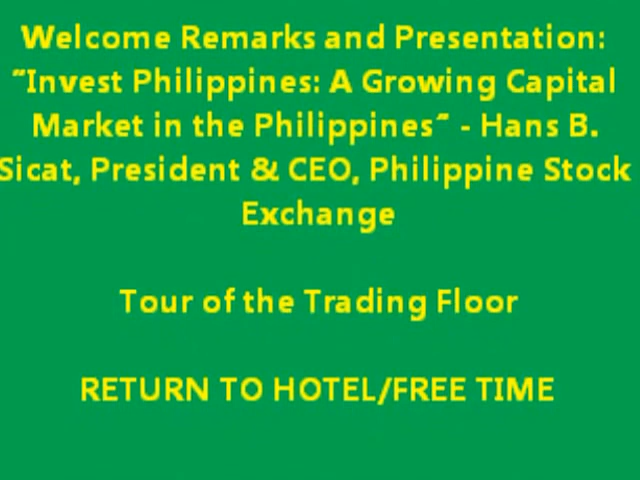 Welcome Remarks and Presentation:
“Invest Philippines: A Growing Capital
Market in the Philippines” - Hans B.
Sicat, President & CEO, Philippine Stock
Exchange
Tour of the Trading Floor
RETURN TO HOTEL/FREE TIME